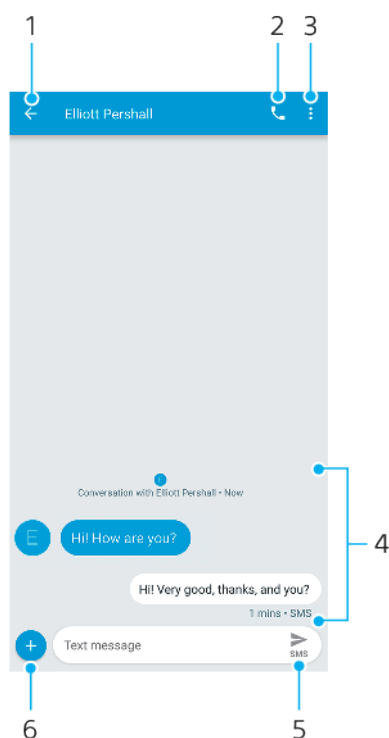 1 2 3
Elliott Pershall
E
Conversation with Elliott Pershall • Now
E Hi! How are you?
Hi! Very good, thanks, and you?
1 mins • SMS
4
+ Text message SMS
6 5